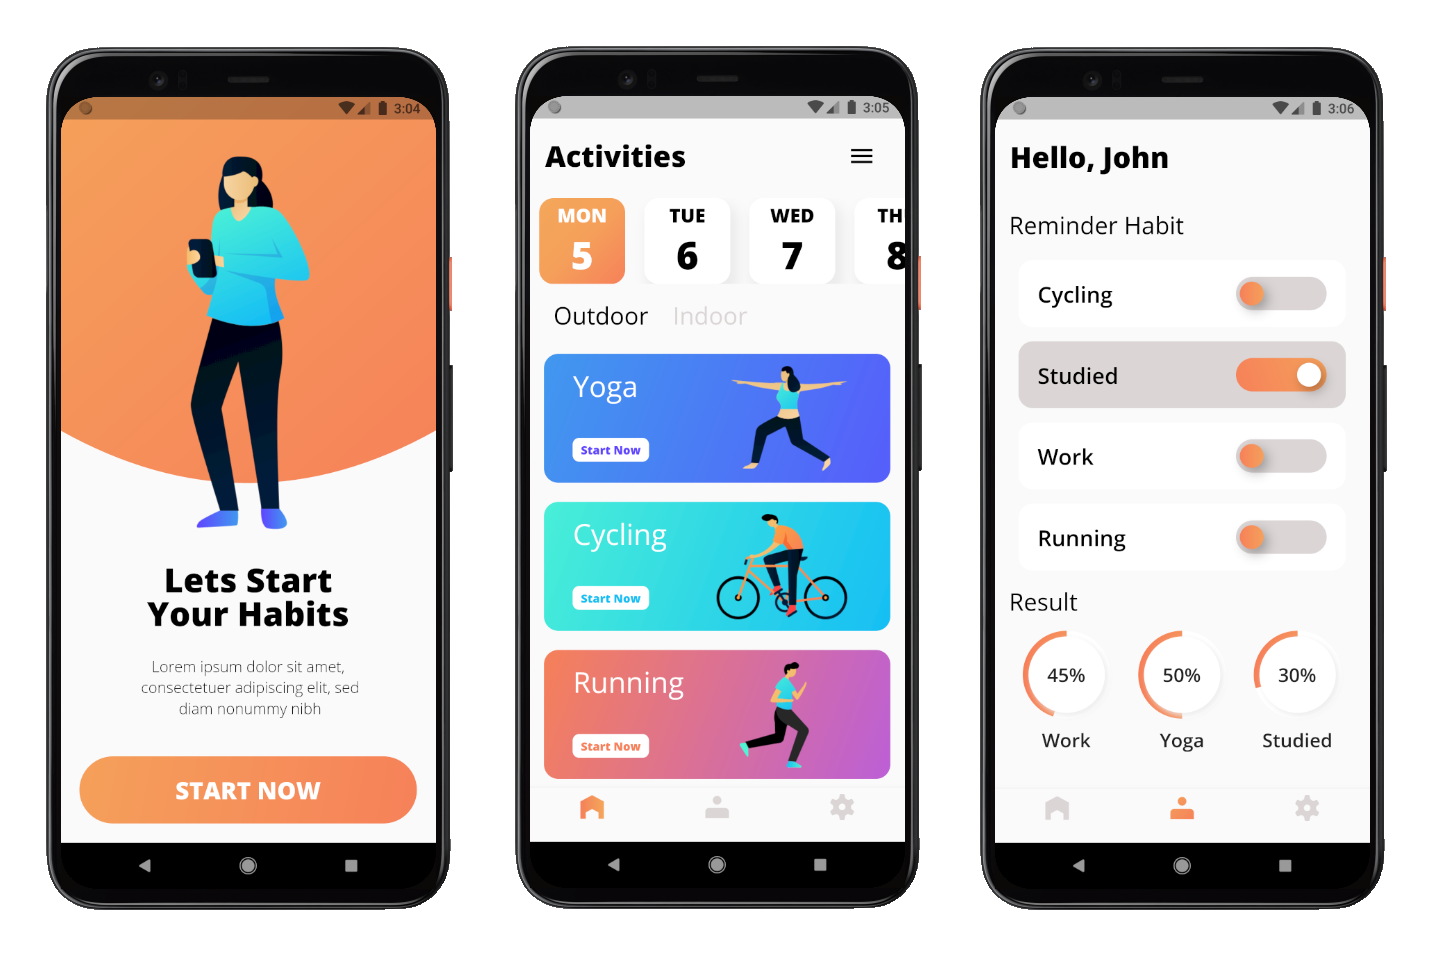 3:04
Lets Start
Your Habits
Lorem ipsum dolor sit amet,
consectetuer adipiscing elit, sed
diam nonummy nibh
START NOW
3:05
Activities
MON TUE WED TH
5 6 7 8
Outdoor Indoor
Yoga
Start Now
Cycling
Start Now
Running
Start Now
3:06
Hello, John
Reminder Habit
Cycling
Studied
Work
Running
Result
45% 50% 30%
Work Yoga Studied